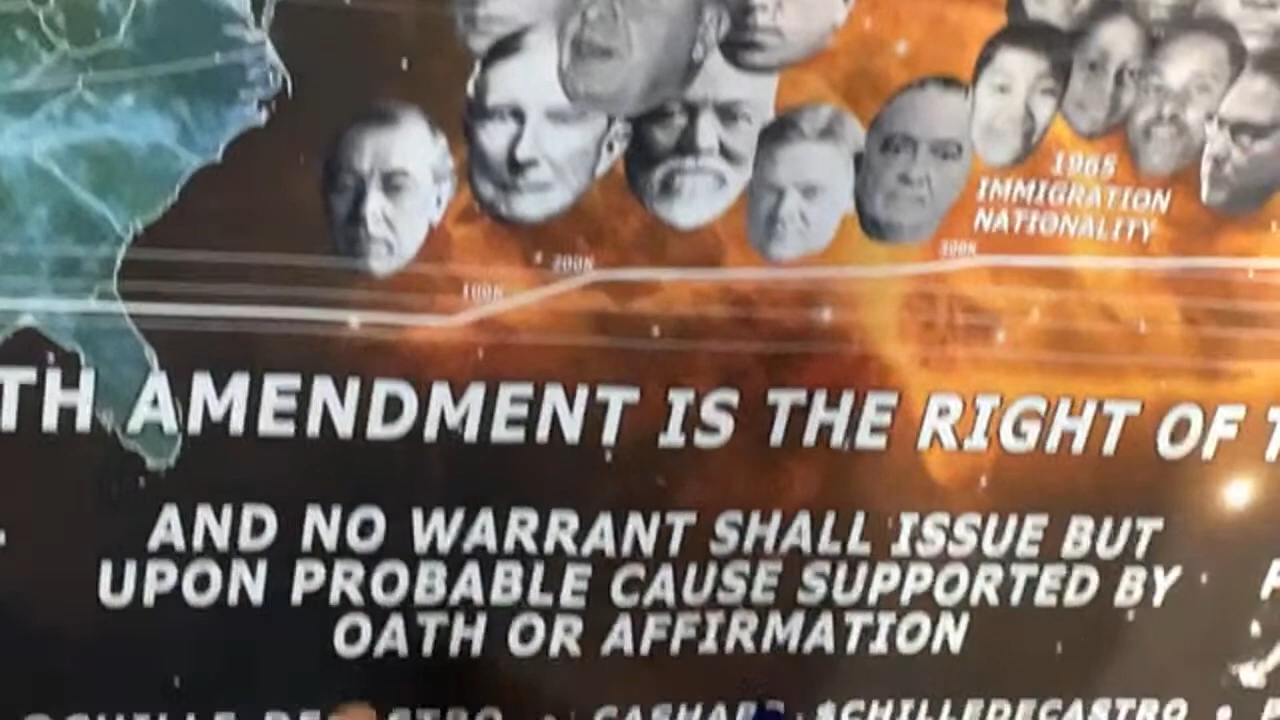 1965
IMMIGRATION
NATIONALITY
300K
200K
100K
TH AMENDMENT IS THE RIGHT OF T
AND NO WARRANT SHALL ISSUE BUT
UPON PROBABLE CAUSE SUPPORTED BY
OATH OR AFFIRMATION
$CHILLEDECASTRO